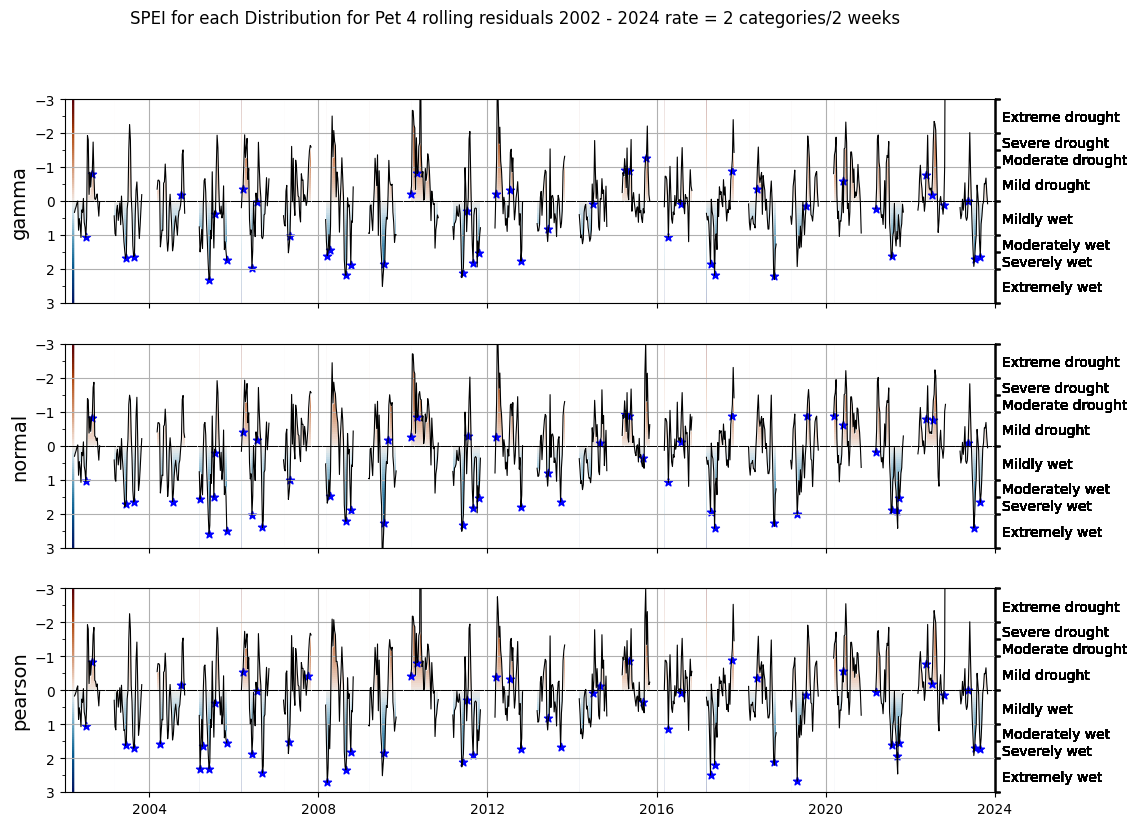 SPEI for each Distribution for Pet 4 rolling residuals 2002 - 2024 rate = 2 categories/2 weeks
gamma
−3
−2
−1
0
1
2
3
Extreme drought
Severe drought
Moderate drought
Mild drought
Mildly wet
Moderately wet
Severely wet
Extremely wet
normal
−3
−2
−1
0
1
2
3
Extreme drought
Severe drought
Moderate drought
Mild drought
Mildly wet
Moderately wet
Severely wet
Extremely wet
pearson
−3
−2
−1
0
1
2
3
Extreme drought
Severe drought
Moderate drought
Mild drought
Mildly wet
Moderately wet
Severely wet
Extremely wet
2004 2008 2012 2016 2020 2024